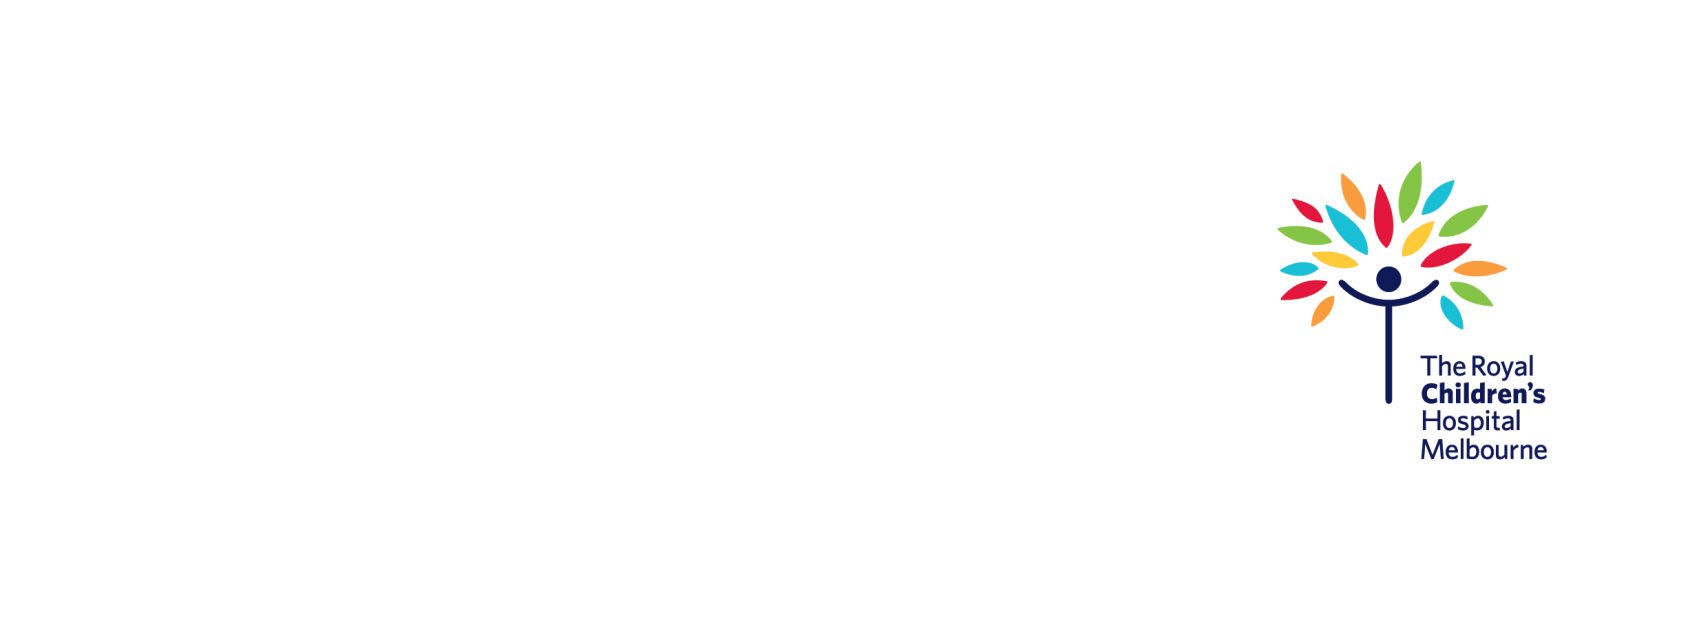 The Royal
Children's
Hospital
Melbourne